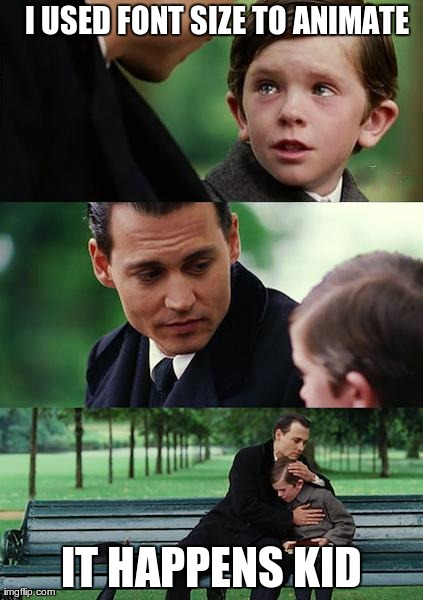 I USED FONT SIZE TO ANIMATE
IT HAPPENS KID
imgflip.com